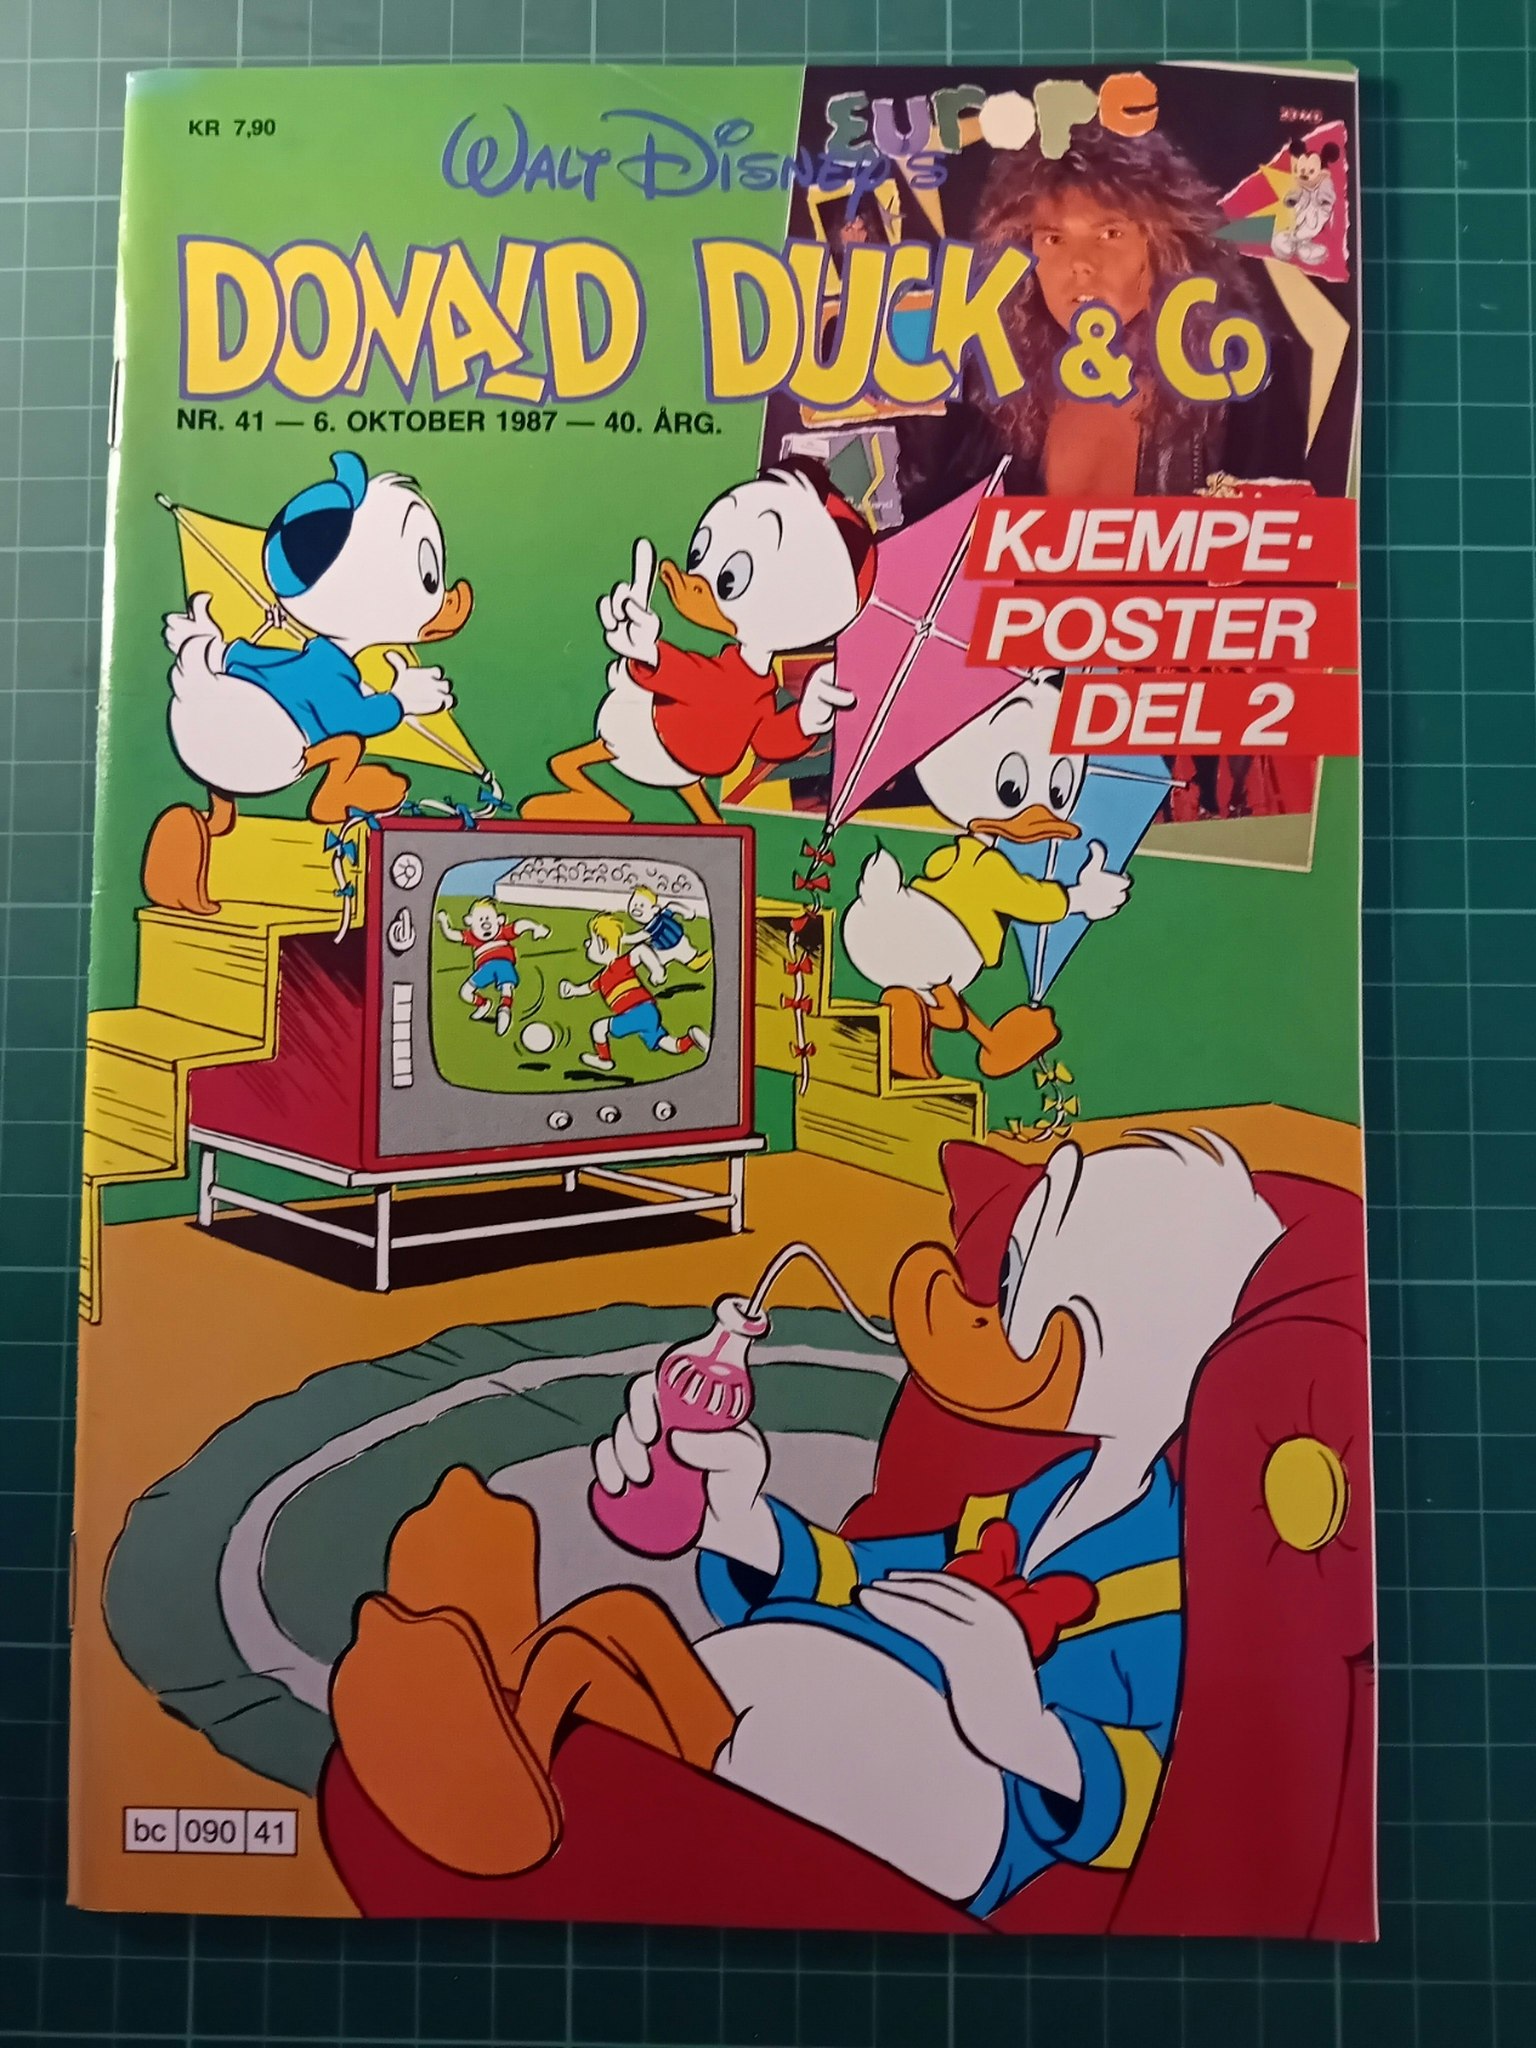 KR 7,90
EUROPE
WALT DISNEY'S
DONALD DUCK & Co
NR. 41 — 6. OKTOBER 1987 — 40. ÅRG.
KJEMPE-
POSTER
DEL 2
bc 090 41